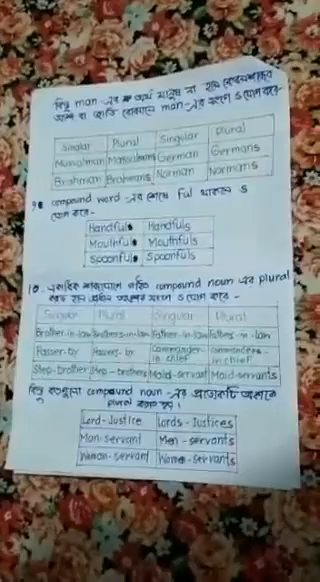 কিন্তু man -এর অর্থ মানুষ না হয়ে
অংশ বা জাতি বোঝালে man -এর সাথে s যোগ করে-
Singular Plural Singular Plural
Mussalman Mussalmans German Germans
Brahman Brahmans Norman Normans
compound word -এর শেষে ful থাকলে s
যোগ করে -
Handful Handfuls
Mouthful Mouthfuls
Spoonful Spoonfuls
10. একাধিক শব্দযোগে গঠিত compound noun এর plural
করতে হলে প্রধান অংশের সাথে s যোগ করে -
Singular Plural Singular Plural
Brother-in-law Brothers-in-law Father-in-law Fathers-in-law
Passer-by Passers-by Commander-in chief commanders-in chief
Step-brother Step-brothers Maid-servant Maid-servants
কিন্তু কতগুলো compound noun -এর প্রত্যেকটি অংশকে
plural করতে হয়।
Lord-Justice Lords-Justices
Man-servant Men-servants
Woman-servant Women-servants